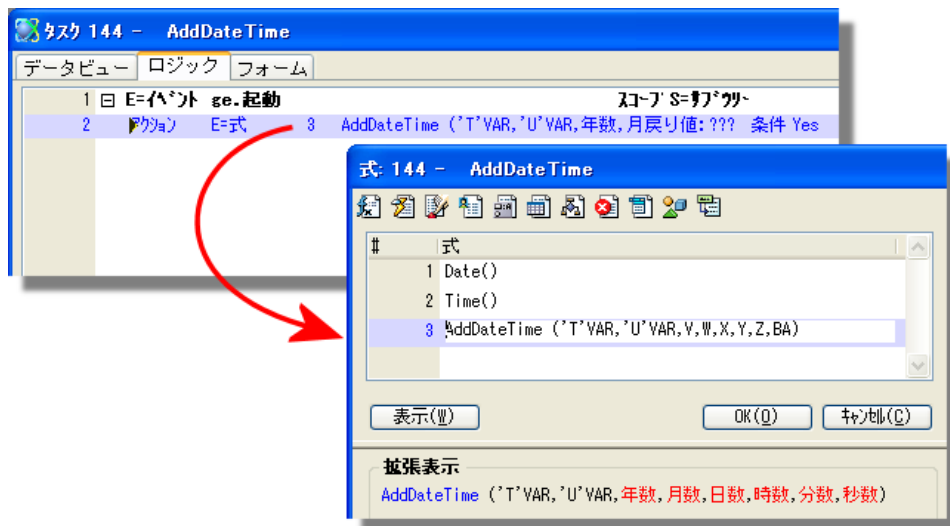 タスク 144 - AddDateTime
データビュー ロジック フォーム
1 E=ｲﾍﾞﾝﾄ ge.起動 ｽｺｰﾌﾟ S=ｻﾌﾞﾂﾘｰ
2 ｱｸｼｮﾝ E=式 3 AddDateTime ('T'VAR,'U'VAR,年数,月戻り値:??? 条件 Yes
式: 144 - AddDateTime
# 式
1 Date()
2 Time()
3 AddDateTime ('T'VAR,'U'VAR,V,W,X,Y,Z,BA)
表示(W) OK(O) ｷｬﾝｾﾙ(C)
拡張表示
AddDateTime ('T'VAR,'U'VAR,年数,月数,日数,時数,分数,秒数)